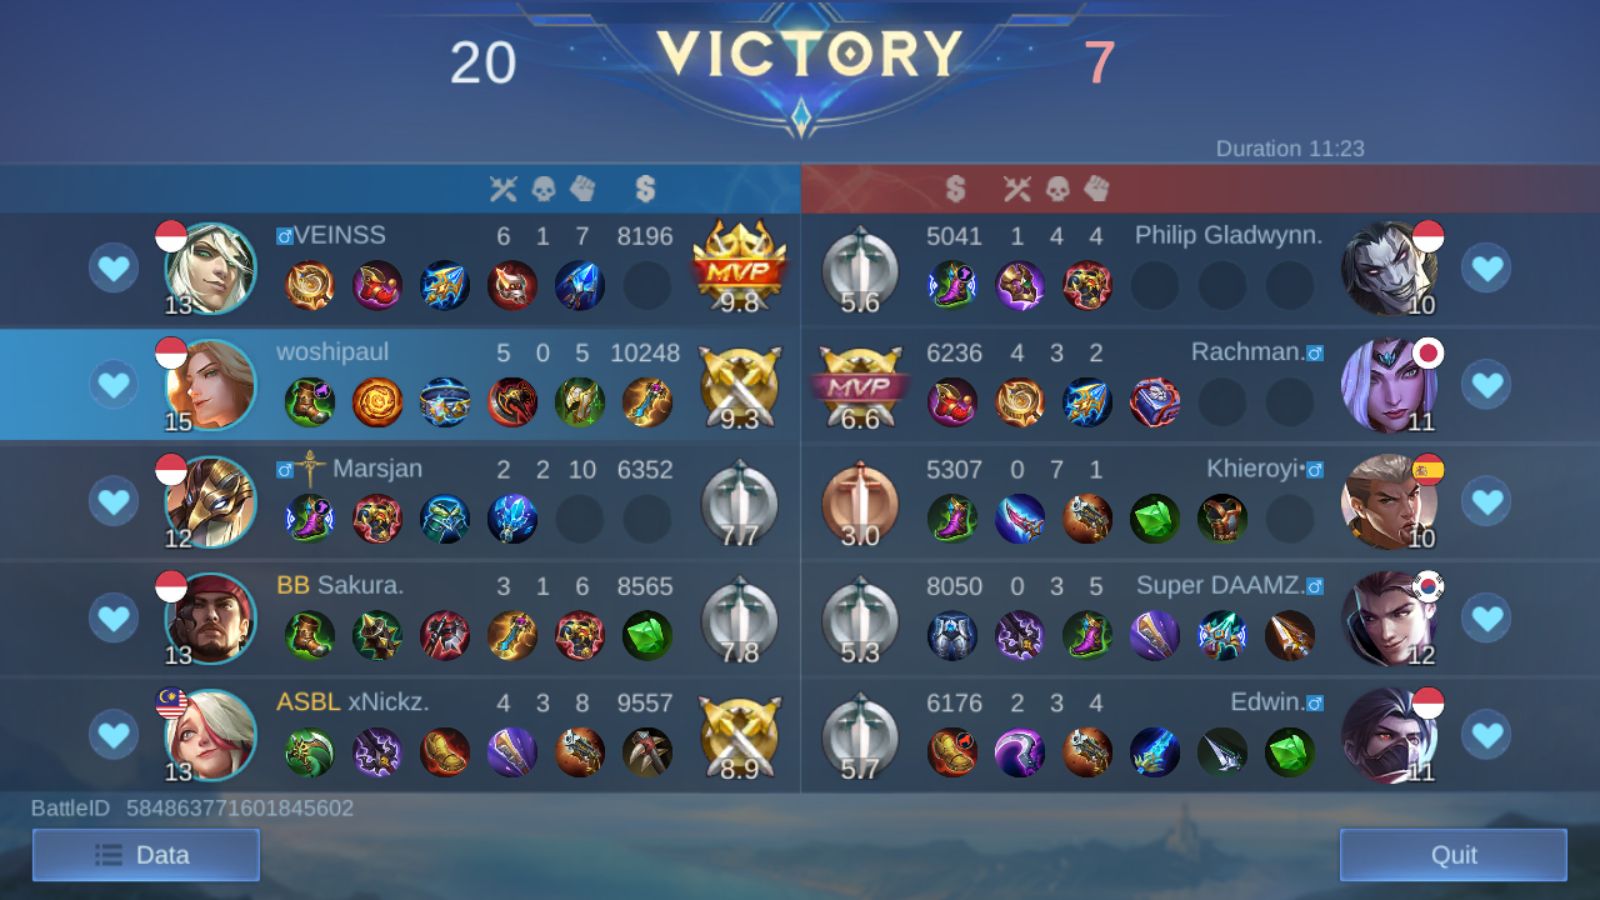 20 VICTORY 7
Duration 11:23
VEINSS 6 1 7 8196 MVP 9.8 13
5.6 5041 1 4 4 Philip Gladwynn. 10
woshipaul 5 0 5 10248 9.3 15
MVP 6.6 6236 4 3 2 Rachman. 11
Marsjan 2 2 10 6352 7.7 12
3.0 5307 0 7 1 Khieroyi• 10
BB Sakura. 3 1 6 8565 7.8 13
5.3 8050 0 3 5 Super DAAMZ. 12
ASBL xNickz. 4 3 8 9557 8.9 13
5.7 6176 2 3 4 Edwin. 11
BattleID 584863771601845602
Data
Quit